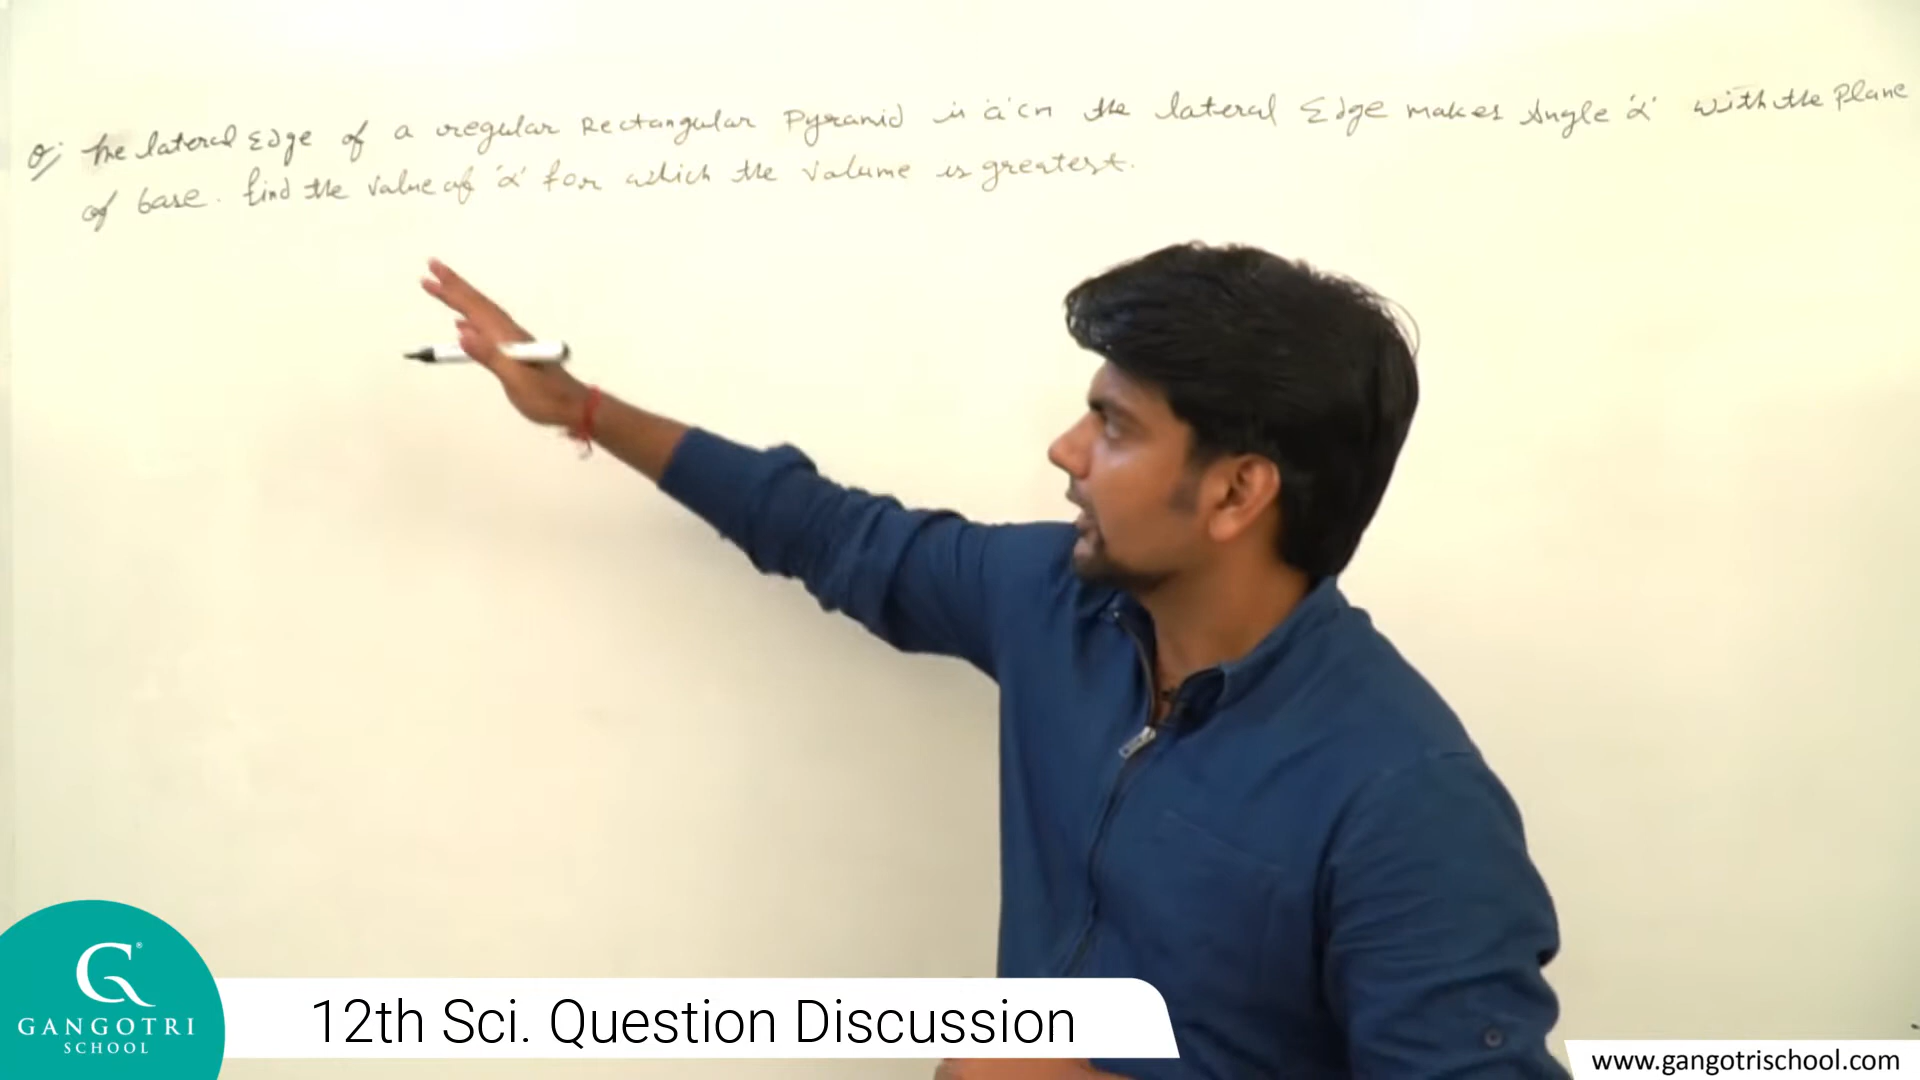 Q; The lateral Edge of a regular Rectangular Pyramid is 'a' cm the lateral Edge makes Angle 'α' with the Plane
of base. find the value of 'α' for which the volume is greatest.
G®
GANGOTRI
SCHOOL
12th Sci. Question Discussion
www.gangotrischool.com